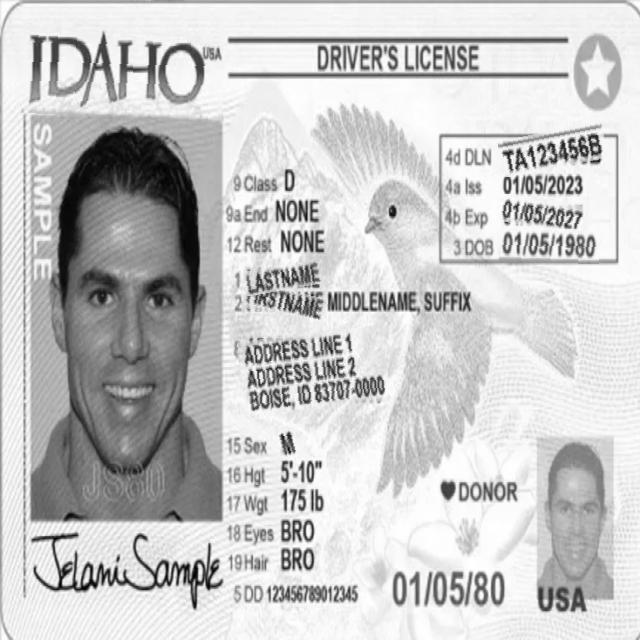 IDAHO USA
DRIVER'S LICENSE
SAMPLE
4d DLN TA123456B
4a Iss 01/05/2023
4b Exp 01/05/2027
3 DOB 01/05/1980
9 Class D
9a End NONE
12 Rest NONE
1 LASTNAME
2 FIRSTNAME MIDDLENAME, SUFFIX
ADDRESS LINE 1
ADDRESS LINE 2
BOISE, ID 83707-0000
15 Sex M
16 Hgt 5'-10"
17 Wgt 175 lb
18 Eyes BRO
19 Hair BRO
5 DD 123456789012345
JS80
Jelani Sample
DONOR
01/05/80
USA